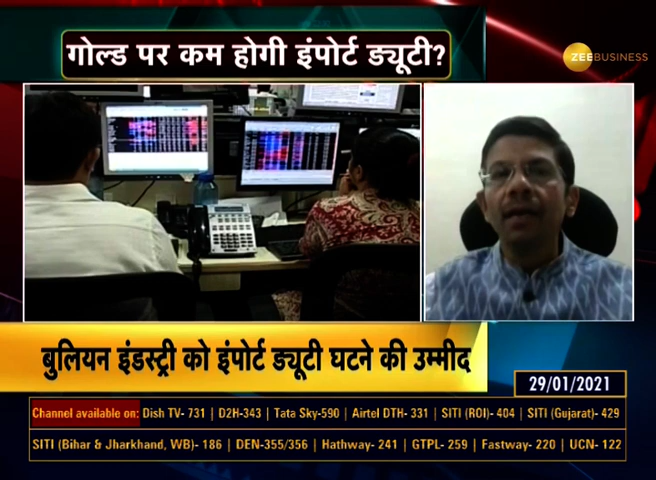 गोल्ड पर कम होगी इंपोर्ट ड्यूटी?
ZEEBUSINESS
बुलियन इंडस्ट्री को इंपोर्ट ड्यूटी घटने की उम्मीद
29/01/2021
Channel available on: Dish TV- 731 | D2H-343 | Tata Sky-590 | Airtel DTH- 331 | SITI (ROI)- 404 | SITI (Gujarat)- 429
SITI (Bihar & Jharkhand, WB)- 186 | DEN-355/356 | Hathway- 241 | GTPL- 259 | Fastway- 220 | UCN- 122